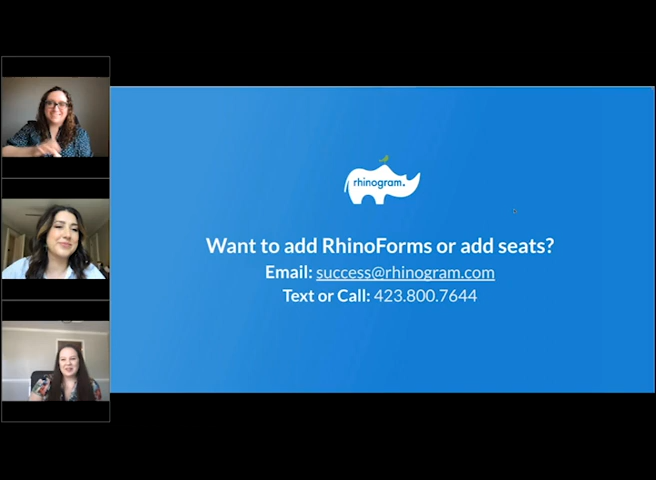 rhinogram.
Want to add RhinoForms or add seats?
Email: success@rhinogram.com
Text or Call: 423.800.7644